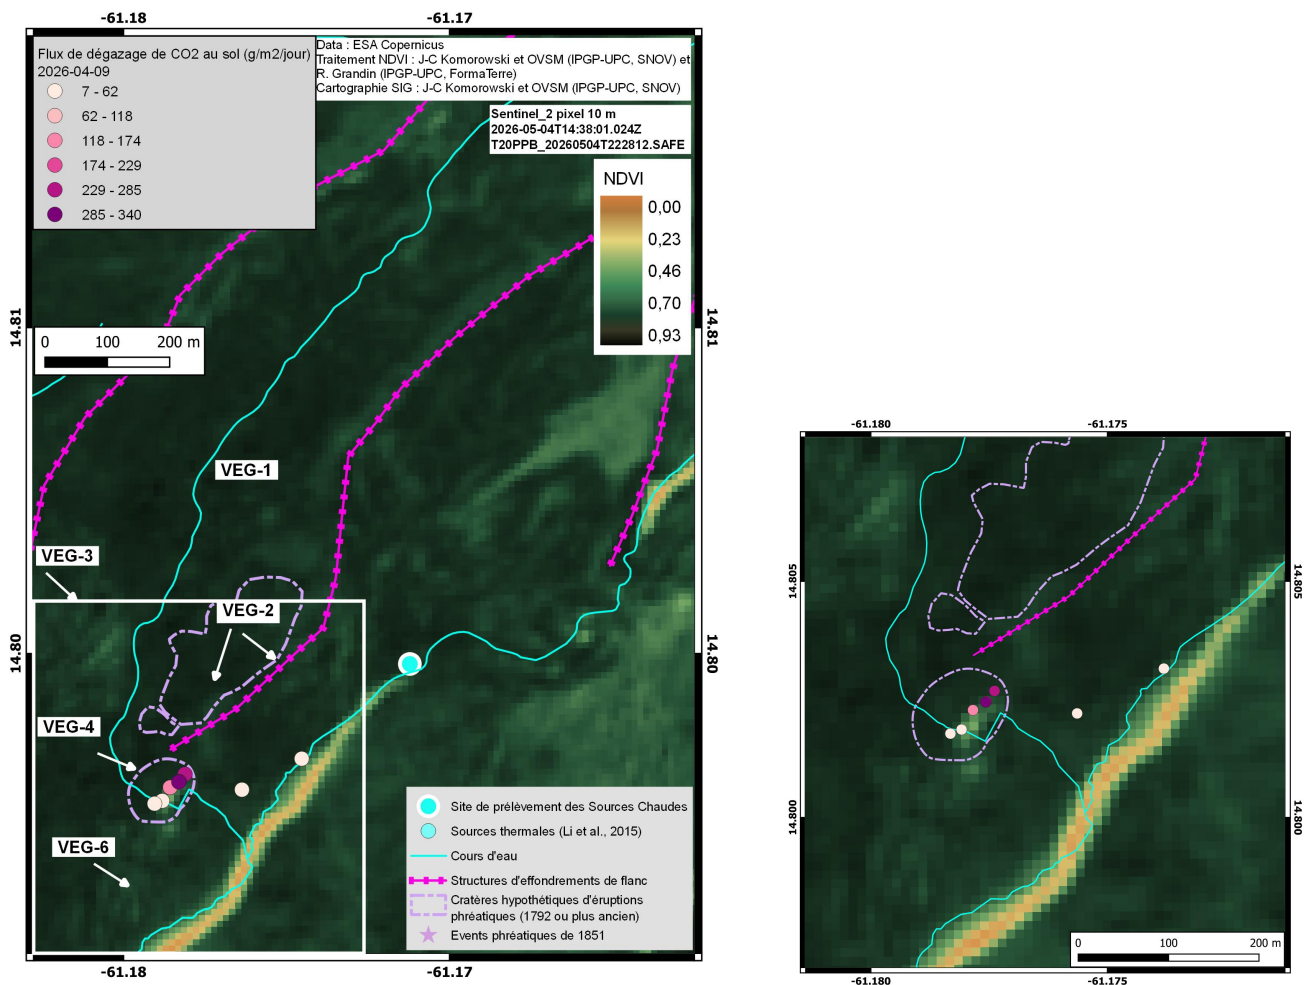 -61.18
-61.17
Flux de dégazage de CO2 au sol (g/m2/jour)
2026-04-09
7 - 62
62 - 118
118 - 174
174 - 229
229 - 285
285 - 340
Data : ESA Copernicus
Traitement NDVI : J-C Komorowski et OVSM (IPGP-UPC, SNOV) et
R. Grandin (IPGP-UPC, FormaTerre)
Cartographie SIG : J-C Komorowski et OVSM (IPGP-UPC, SNOV)
Sentinel_2 pixel 10 m
2026-05-04T14:38:01.024Z
T20PPB_20260504T222812.SAFE
NDVI
0,00
0,23
0,46
0,70
0,93
14.81
14.81
0 100 200 m
VEG-1
VEG-3
VEG-2
14.80
14.80
VEG-4
VEG-6
Site de prélèvement des Sources Chaudes
Sources thermales (Li et al., 2015)
Cours d'eau
Structures d'effondrements de flanc
Cratères hypothétiques d'éruptions
phréatiques (1792 ou plus ancien)
Events phréatiques de 1851
-61.18
-61.17
-61.180
-61.175
14.805
14.805
14.800
14.800
0 100 200 m
-61.180
-61.175